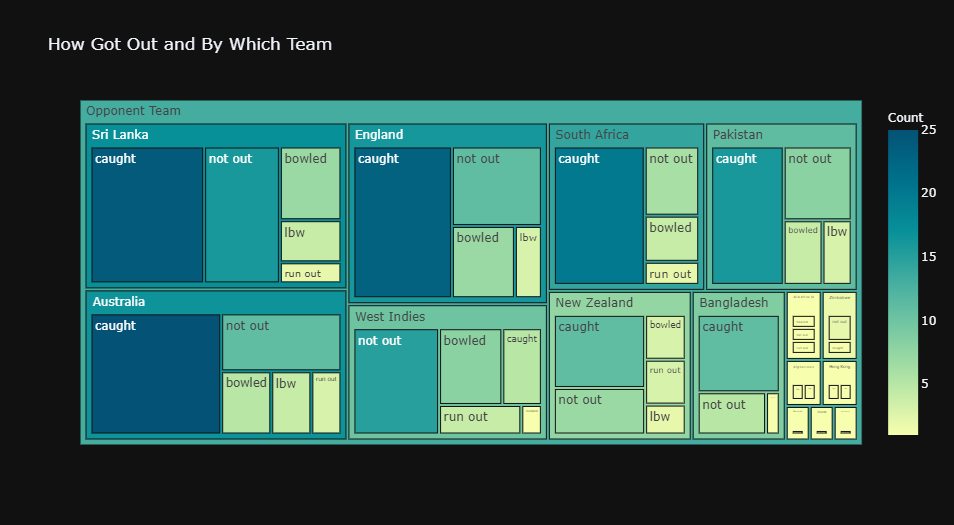 How Got Out and By Which Team
Opponent Team
Sri Lanka
caught
not out
bowled
lbw
run out
Australia
caught
not out
bowled
lbw
run out
England
caught
not out
bowled
lbw
West Indies
not out
bowled
caught
run out
South Africa
caught
not out
bowled
lbw
run out
Pakistan
caught
not out
bowled
lbw
New Zealand
caught
not out
bowled
run out
lbw
Bangladesh
caught
not out
Zimbabwe
not out
Hong Kong
Count
25
20
15
10
5